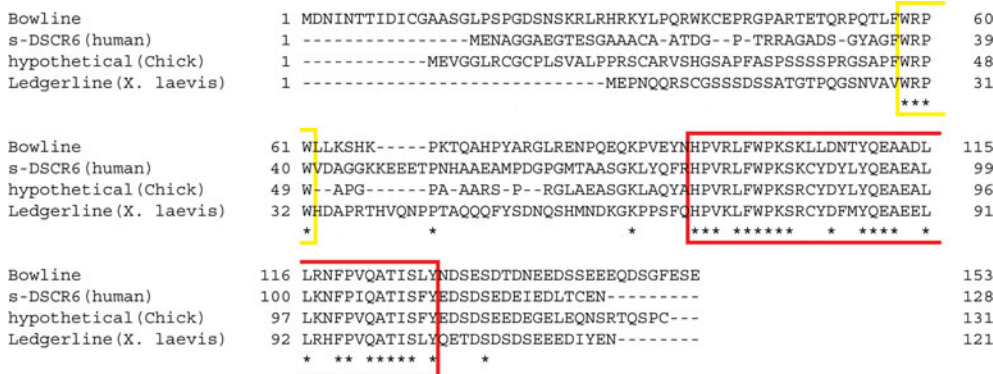 Bowline 1 MDNINTTIDICGAASGLPSPGDSNSKRLRHRKYLPQRWKCEPRGPARTETQRPQTLFWRP 60
s-DSCR6(human) 1 -----------------MENAGGAEGTESGAAACA-ATDG--P-TRRAGADS-GYAGFWRP 39
hypothetical(Chick) 1 ------------MEVGGLRCGCPLSVALPPRSCARVSHGSAPFASPSSSSPRGSAPFWRP 48
Ledgerline(X. laevis) 1 -----------------------------MEPNQQRSCGSSSDSSATGTPQGSNVAVWRP 31
***
Bowline 61 WLLKSHK-----PKTQAHPYARGLRENPQEQKPVEYNHPVRLFWPKSKLLDNTYQEAADL 115
s-DSCR6(human) 40 WVDAGGKKEEETPNHAAEAMPDGPGMTAASGKLYQFRHPVRLFWPKSKCYDYLYQEAEAL 99
hypothetical(Chick) 49 W--APG------PA-AARS-P--RGLAEASGKLAQYAHPVRLFWPKSRCYDYLYQEAEAL 96
Ledgerline(X. laevis) 32 WHDAPRTHVQNPPTAQQQFYSDNQSHMNDKGKPPSFQHPVKLFWPKSRCYDFMYQEAEEL 91
* * * *** ****** * **** *
Bowline 116 LRNFPVQATISLYNDSESDTDNEEDSSEEEQDSGFESE 153
s-DSCR6(human) 100 LKNFPIQATISFYEDSDSEDEIEDLTCEN--------- 128
hypothetical(Chick) 97 LKNFPVQATISFYEDSDSEEDEGELEQNSRTQSPC--- 131
Ledgerline(X. laevis) 92 LRHFPVQATISLYQETDSDSDSEEEDIYEN-------- 121
* ** ***** * *